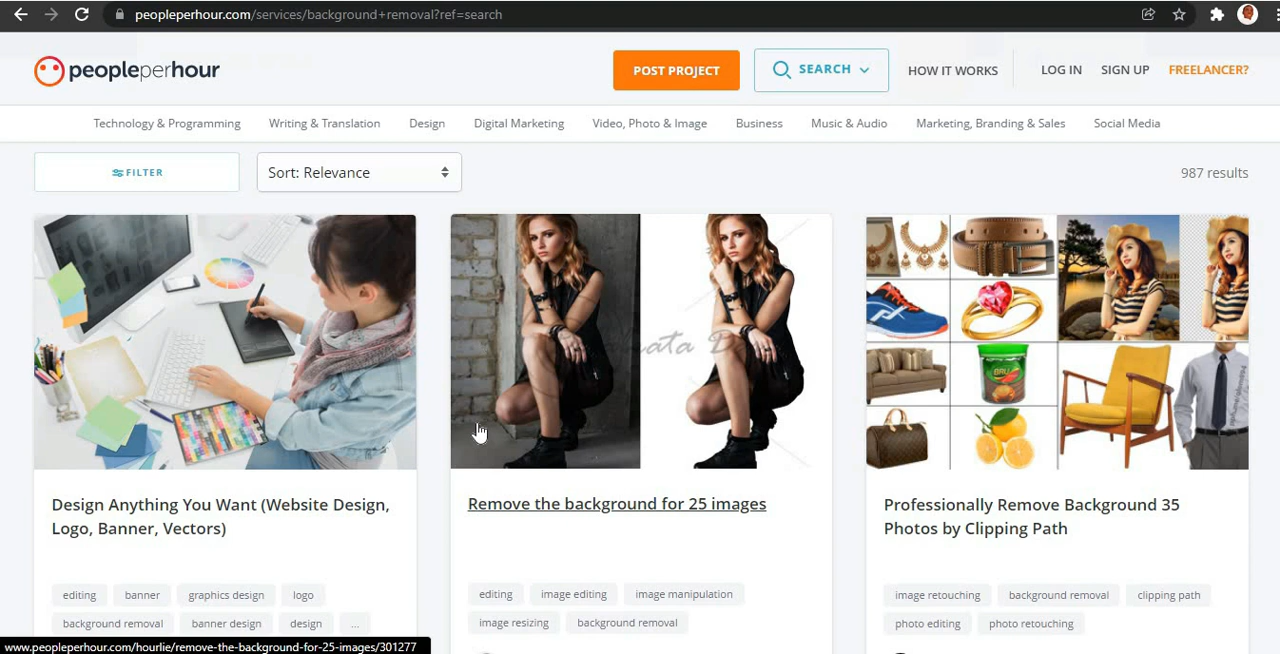 peopleperhour.com/services/background+removal?ref=search
peopleperhour
POST PROJECT
SEARCH
HOW IT WORKS
LOG IN
SIGN UP
FREELANCER?
Technology & Programming
Writing & Translation
Design
Digital Marketing
Video, Photo & Image
Business
Music & Audio
Marketing, Branding & Sales
Social Media
FILTER
Sort: Relevance
987 results
BRU
Design Anything You Want (Website Design,
Logo, Banner, Vectors)
Remove the background for 25 images
Professionally Remove Background 35
Photos by Clipping Path
editing
banner
graphics design
logo
background removal
banner design
design
...
editing
image editing
image manipulation
image resizing
background removal
image retouching
background removal
clipping path
photo editing
photo retouching
www.peopleperhour.com/hourlie/remove-the-background-for-25-images/301277